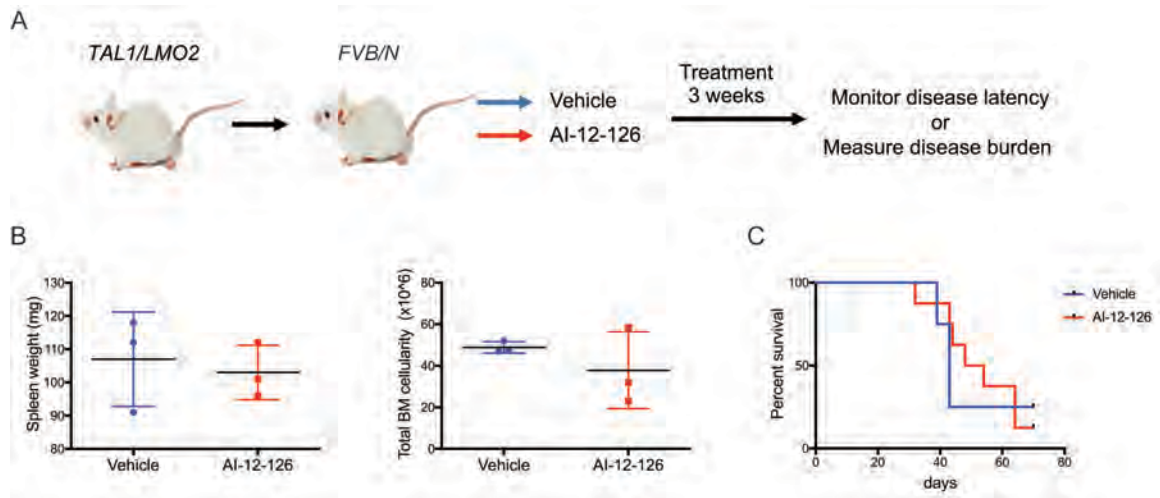 A
TAL1/LMO2
FVB/N
Vehicle
AI-12-126
Treatment
3 weeks
Monitor disease latency
or
Measure disease burden
B
Spleen weight (mg)
130
120
110
100
90
80
Vehicle
AI-12-126
Total BM cellularity (x10^6)
80
60
40
20
0
Vehicle
AI-12-126
C
Percent survival
100
50
0
0
20
40
60
80
days
Vehicle
AI-12-126